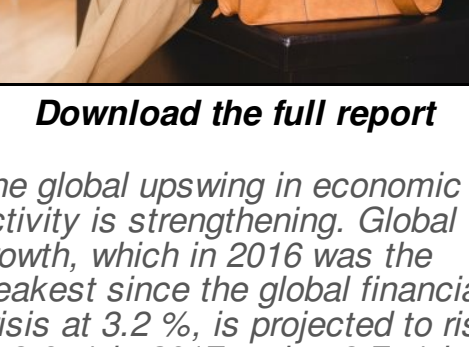 Download the full report
he global upswing in economic
ctivity is strengthening. Global
owth, which in 2016 was the
eakest since the global financia
isis at 3.2 %, is projected to ris